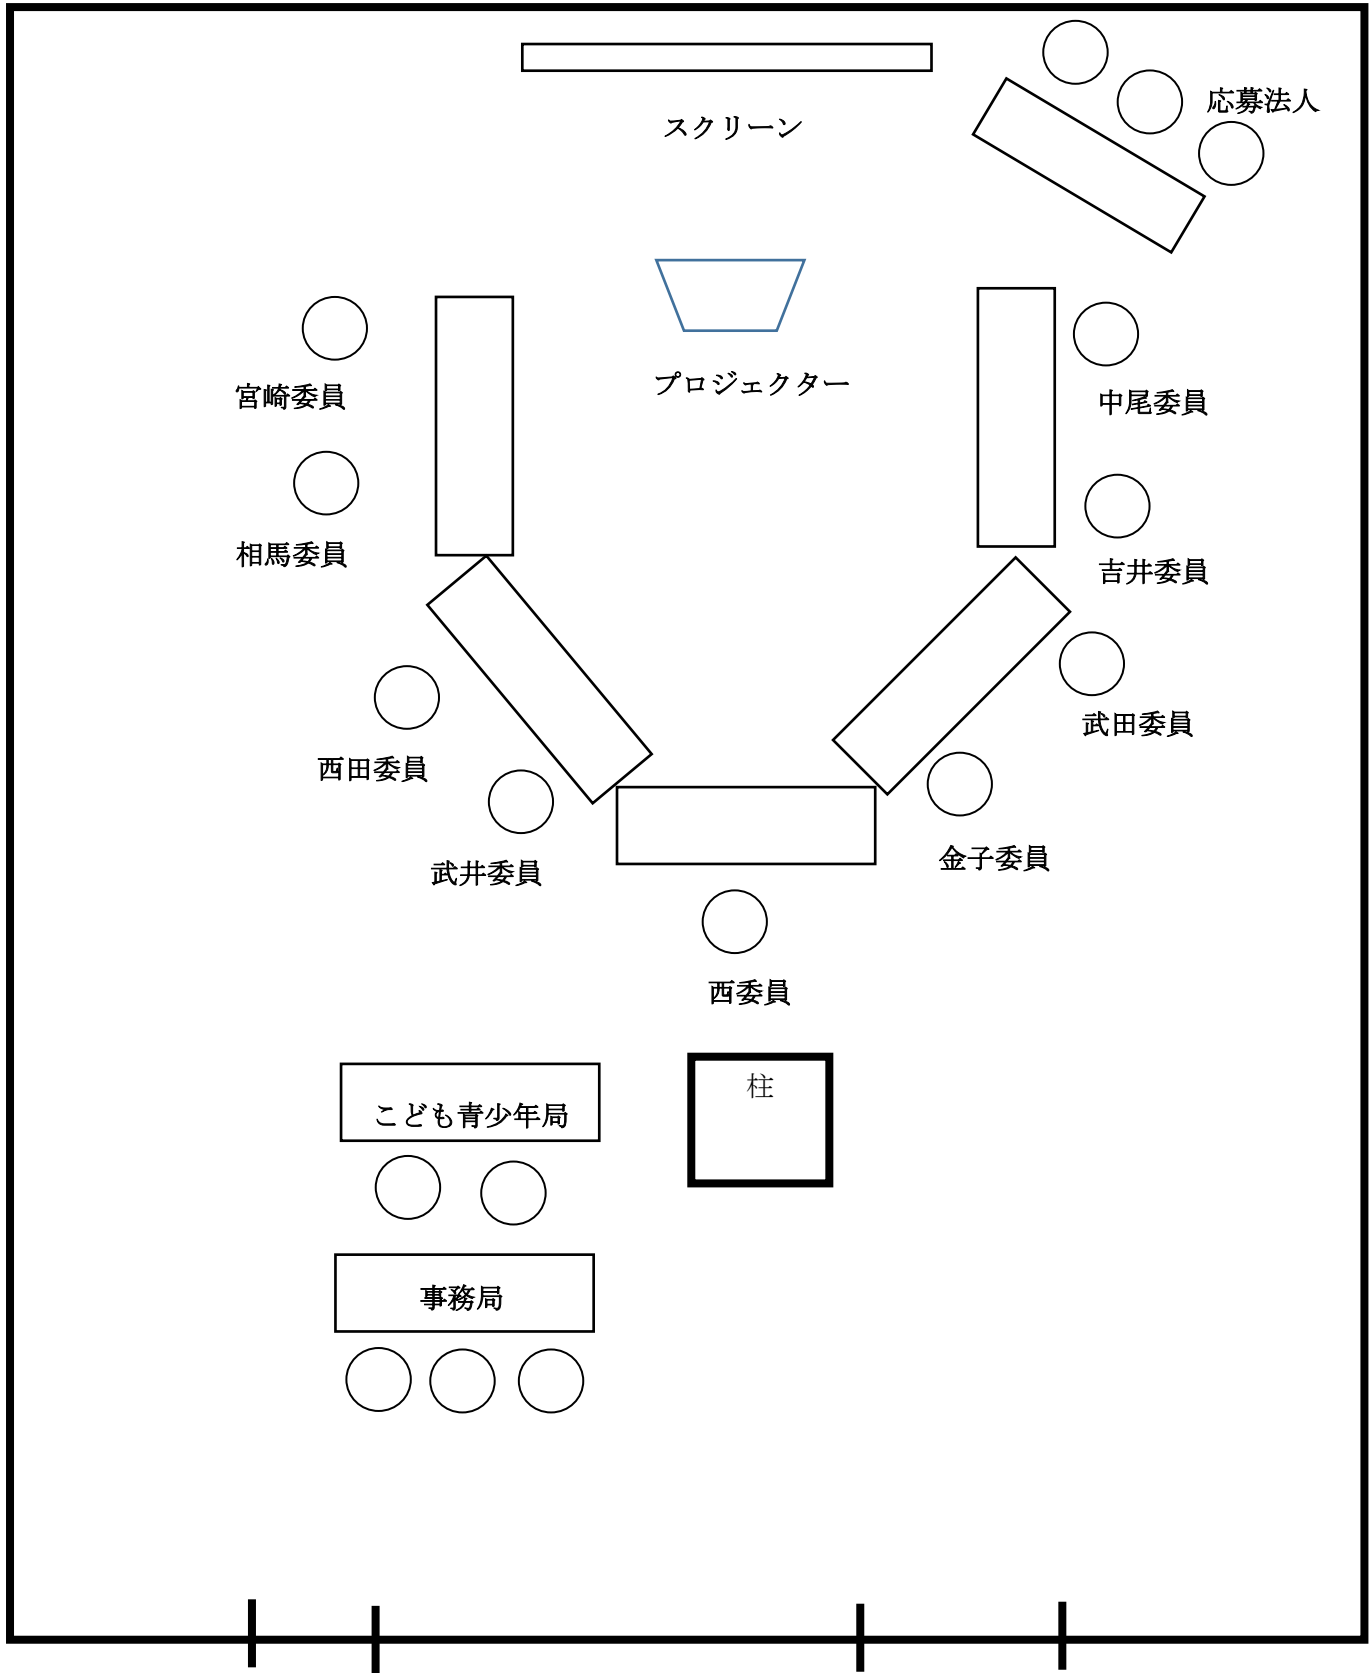 応募法人
スクリーン
プロジェクター
宮崎委員
中尾委員
相馬委員
吉井委員
武田委員
西田委員
金子委員
武井委員
西委員
柱
こども青少年局
事務局